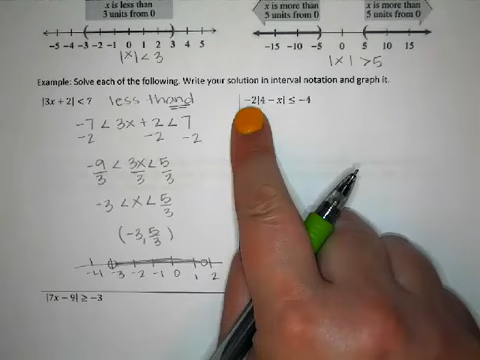 x is less than
3 units from 0
x is more than
5 units from 0
x is more than
5 units from 0
-5 -4 -3 -2 -1 0 1 2 3 4 5
-15 -10 -5 0 5 10 15
|x| < 3
|x| > 5
Example: Solve each of the following. Write your solution in interval notation and graph it.
|3x + 2| < 7
less thand
-7 < 3x + 2 < 7
-2 -2 -2
-9/3 < 3x/3 < 5/3
-3 < x < 5/3
(-3, 5/3)
-4 -3 -2 -1 0 1 2
-2|4 − x| ≤ −4
|7x − 9| ≥ −3